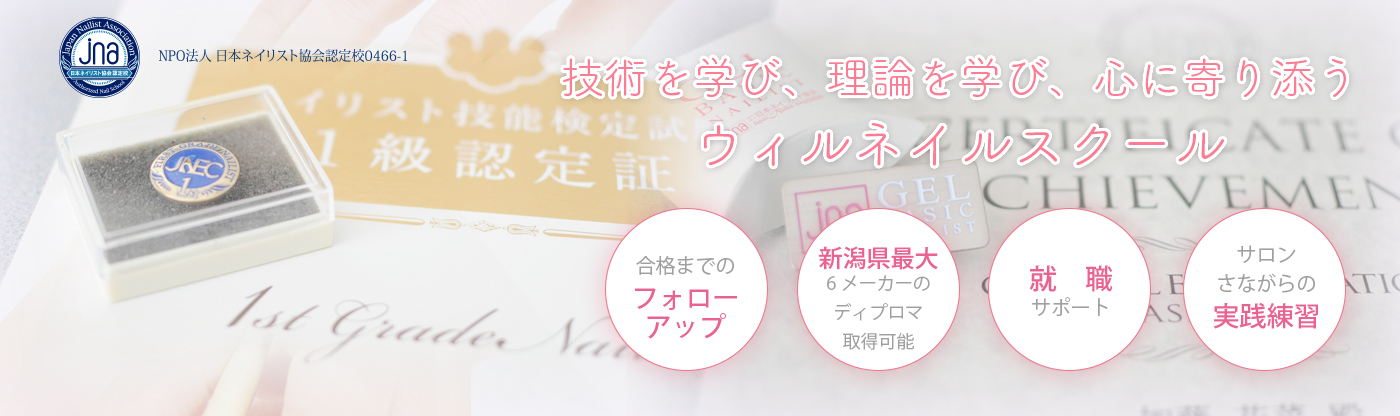 Japan Nailist Association
jna
日本ネイリスト協会認定校
Authorized Nail School
NPO法人 日本ネイリスト協会認定校0466-1
技術を学び、理論を学び、心に寄り添う
ウィルネイルスクール
イリスト技能検定試
1級認定証
JNEC
1
1st Grade Nail
jna
GEL
BASIC
CERTIFICATE
CHIEVEMEN
合格までの
フォロー
アップ
新潟県最大
6メーカーの
ディプロマ
取得可能
就 職
サポート
サロン
さながらの
実践練習